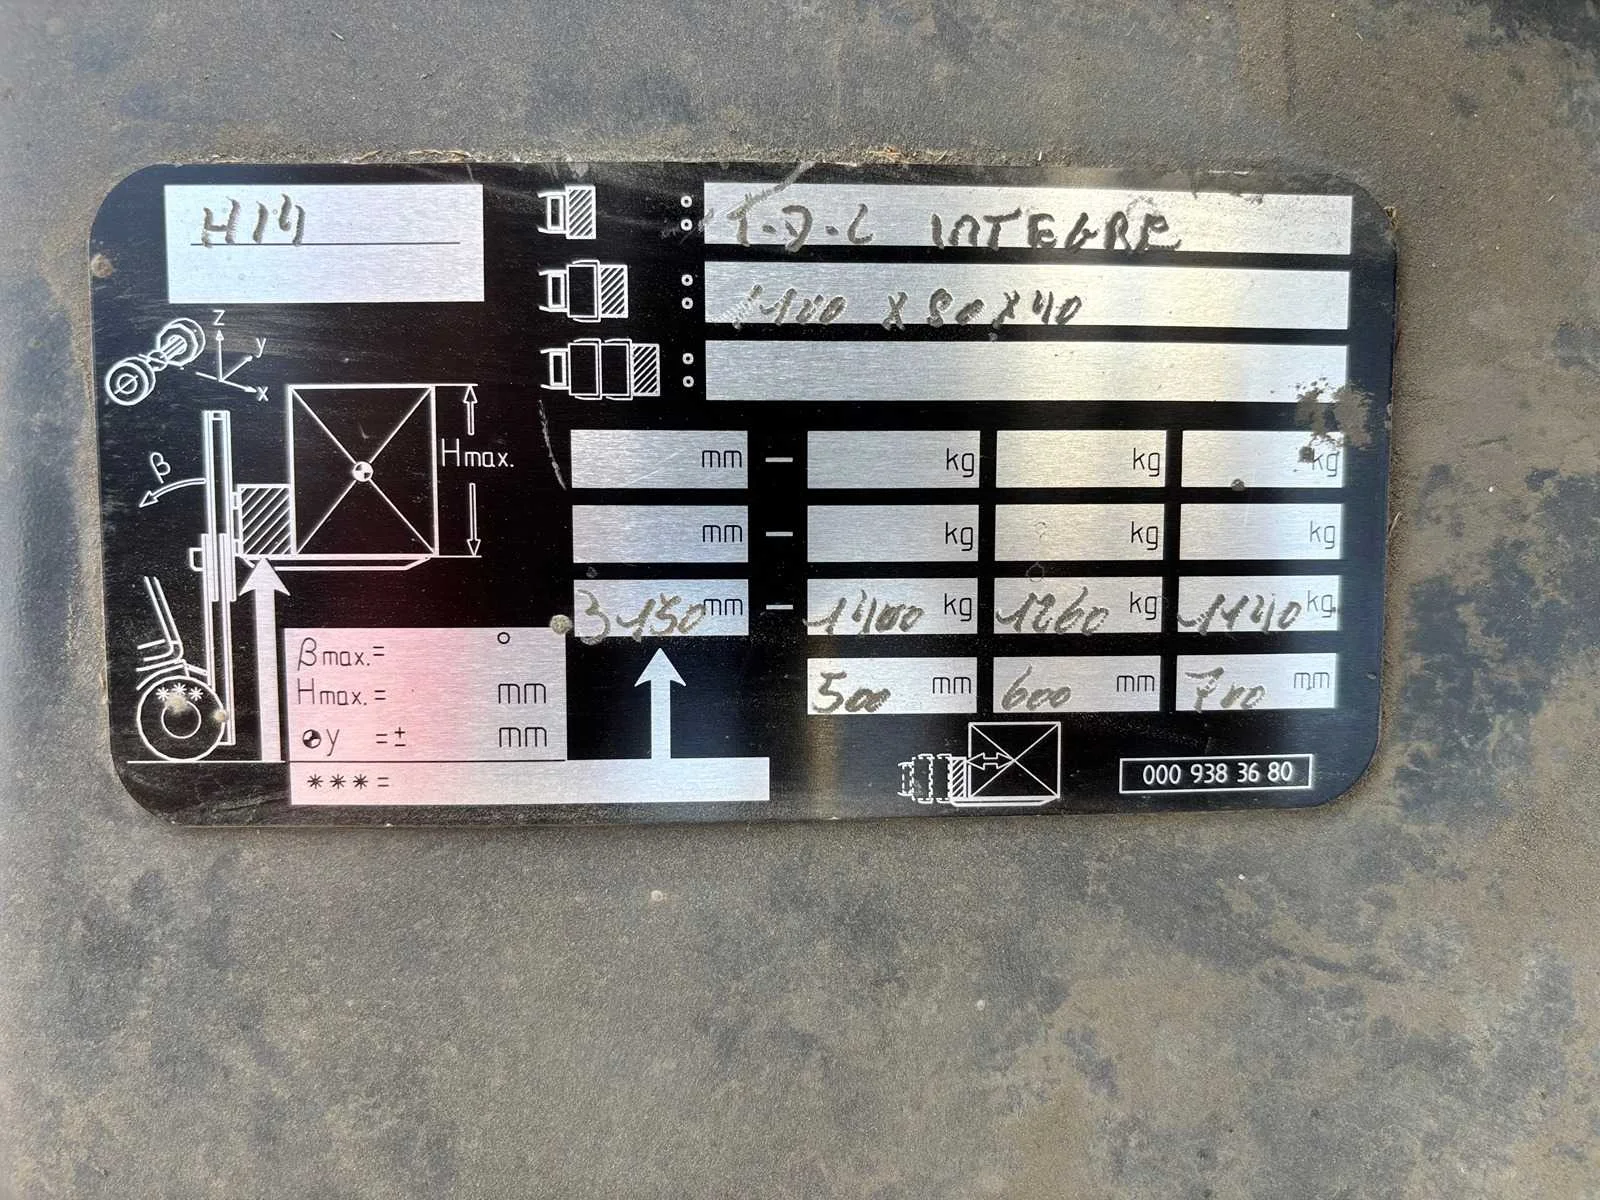 H14
T.D.L INTEGRE
1100 X 80 X 40
z
y
x
β
Hmax.
mm – kg kg kg
mm – kg kg kg
3150 mm – 1400 kg 1260 kg 1140 kg
500 mm 600 mm 700 mm
βmax.= °
Hmax.= mm
y =± mm
*** =
***
000 938 36 80